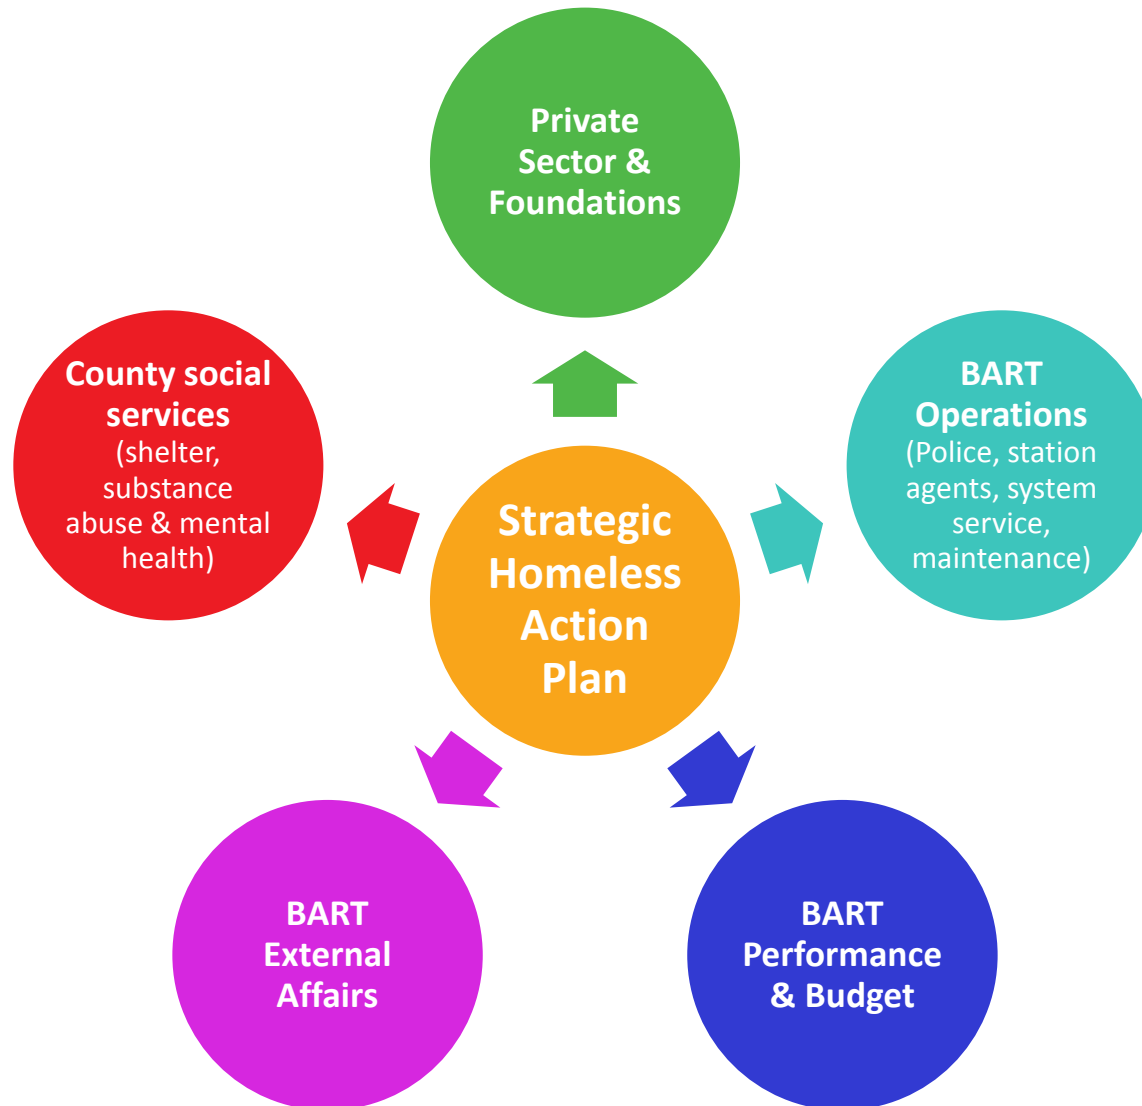 Private
Sector &
Foundations
County social
services
(shelter,
substance
abuse & mental
health)
BART
Operations
(Police, station
agents, system
service,
maintenance)
Strategic
Homeless
Action
Plan
BART
External
Affairs
BART
Performance
& Budget